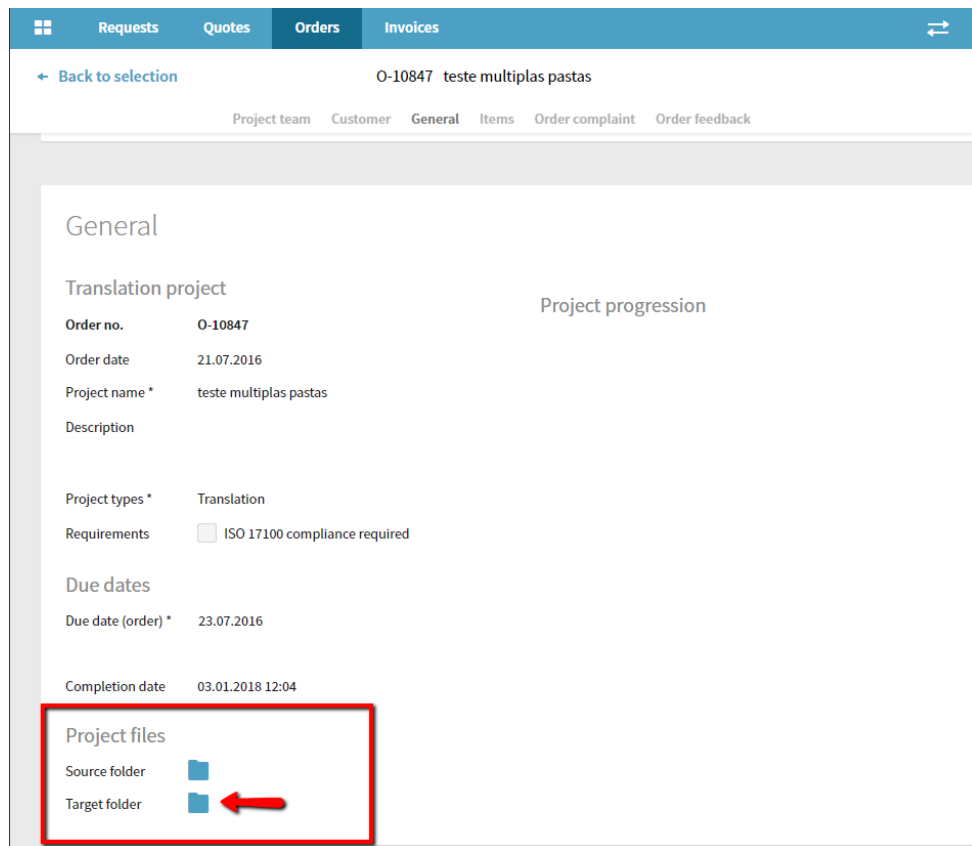 Requests Quotes Orders Invoices
Back to selection
O-10847 teste multiplas pastas
Project team Customer General Items Order complaint Order feedback
General
Translation project
Project progression
Order no. O-10847
Order date 21.07.2016
Project name * teste multiplas pastas
Description
Project types * Translation
Requirements ISO 17100 compliance required
Due dates
Due date (order) * 23.07.2016
Completion date 03.01.2018 12:04
Project files
Source folder
Target folder